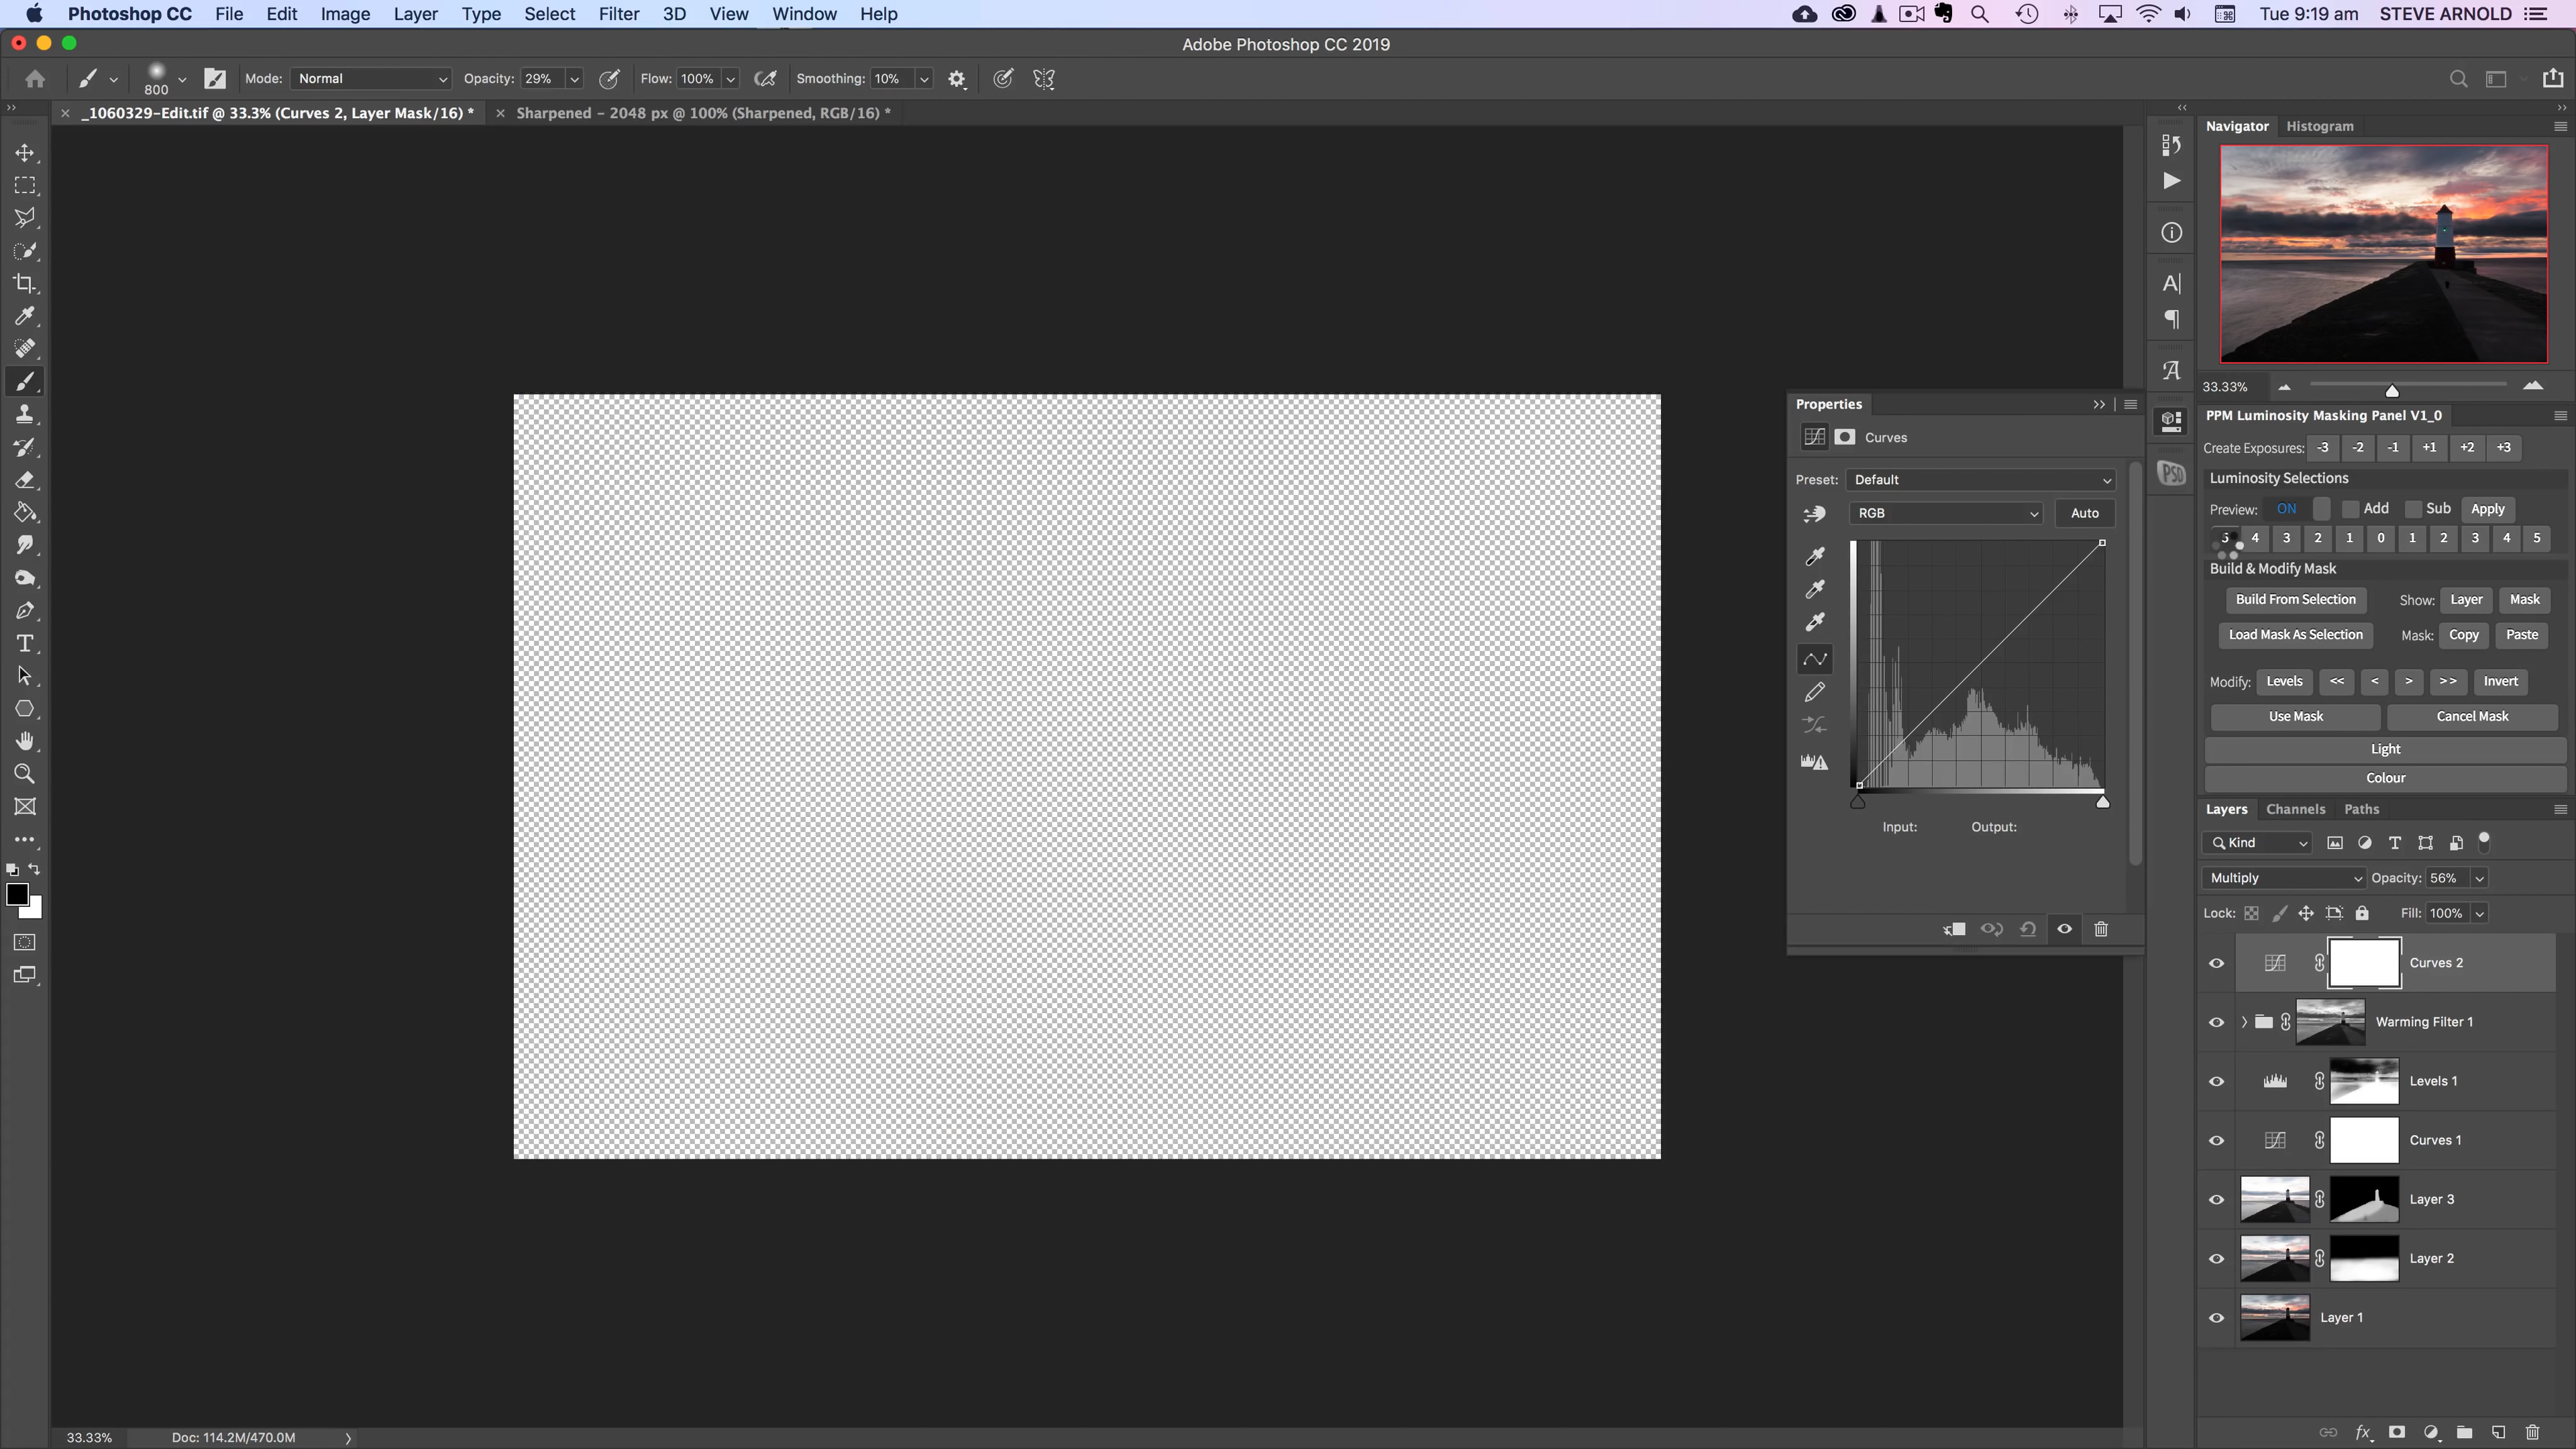 Photoshop CC File Edit Image Layer Type Select Filter 3D View Window Help Tue 9:19 am STEVE ARNOLD
Adobe Photoshop CC 2019
800 Mode: Normal Opacity: 29% Flow: 100% Smoothing: 10%
_1060329-Edit.tif @ 33.3% (Curves 2, Layer Mask/16) * Sharpened - 2048 px @ 100% (Sharpened, RGB/16) *
Navigator Histogram
33.33%
Properties
PPM Luminosity Masking Panel V1_0
Curves
Create Exposures: -3 -2 -1 +1 +2 +3
Preset: Default
Luminosity Selections
RGB Auto
Preview: ON Add Sub Apply
5 4 3 2 1 0 1 2 3 4 5
Build & Modify Mask
Build From Selection Show: Layer Mask
Load Mask As Selection Mask: Copy Paste
Modify: Levels << < > >> Invert
Use Mask Cancel Mask
Light
Colour
Input: Output:
Layers Channels Paths
Kind
Multiply Opacity: 56%
Lock: Fill: 100%
Curves 2
Warming Filter 1
Levels 1
Curves 1
Layer 3
Layer 2
Layer 1
33.33% Doc: 114.2M/470.0M
PSD
fx